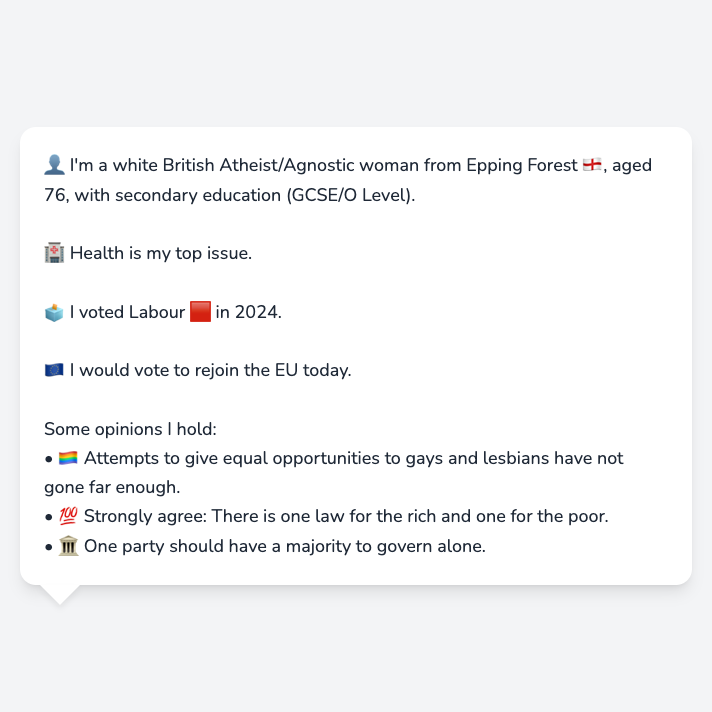 👤 I'm a white British Atheist/Agnostic woman from Epping Forest 🏴󠁧󠁢󠁥󠁮󠁧󠁿, aged
76, with secondary education (GCSE/O Level).
🏥 Health is my top issue.
🗳️ I voted Labour 🟥 in 2024.
🇪🇺 I would vote to rejoin the EU today.
Some opinions I hold:
• 🏳️‍🌈 Attempts to give equal opportunities to gays and lesbians have not
gone far enough.
• 💯 Strongly agree: There is one law for the rich and one for the poor.
• 🏛️ One party should have a majority to govern alone.